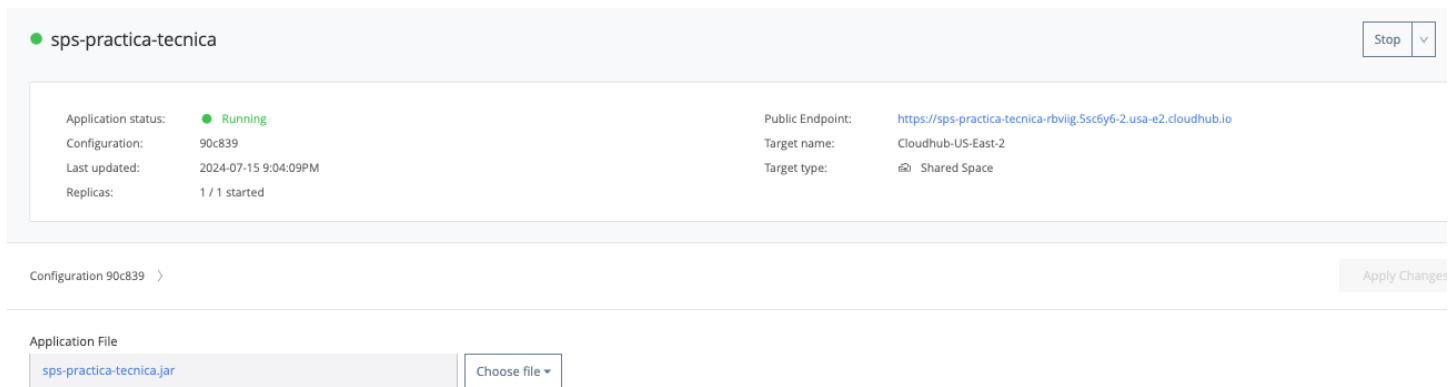 sps-practica-tecnica
Stop
Application status: Running
Configuration: 90c839
Last updated: 2024-07-15 9:04:09PM
Replicas: 1 / 1 started
Public Endpoint: https://sps-practica-tecnica-rbviig.5sc6y6-2.usa-e2.cloudhub.io
Target name: Cloudhub-US-East-2
Target type: Shared Space
Configuration 90c839
Apply Changes
Application File
sps-practica-tecnica.jar
Choose file